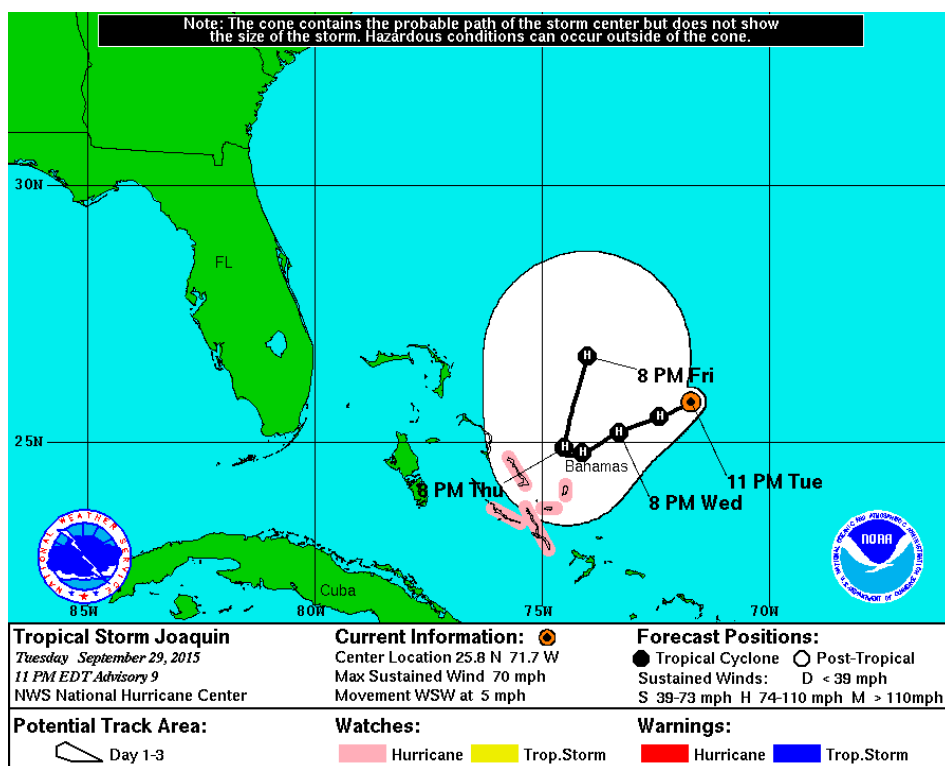 Note: The cone contains the probable path of the storm center but does not show
the size of the storm. Hazardous conditions can occur outside of the cone.
30N
FL
8 PM Fri
25N
Bahamas
8 PM Thu
11 PM Tue
8 PM Wed
H
H
H
H
H
NATIONAL WEATHER SERVICE
NOAA
Cuba
85W
80W
75W
70W
Tropical Storm Joaquin
Tuesday September 29, 2015
11 PM EDT Advisory 9
NWS National Hurricane Center
Current Information:
Center Location 25.8 N 71.7 W
Max Sustained Wind 70 mph
Movement WSW at 5 mph
Forecast Positions:
Tropical Cyclone Post-Tropical
Sustained Winds: D < 39 mph
S 39-73 mph H 74-110 mph M > 110mph
Potential Track Area:
Day 1-3
Watches:
Hurricane Trop.Storm
Warnings:
Hurricane Trop.Storm